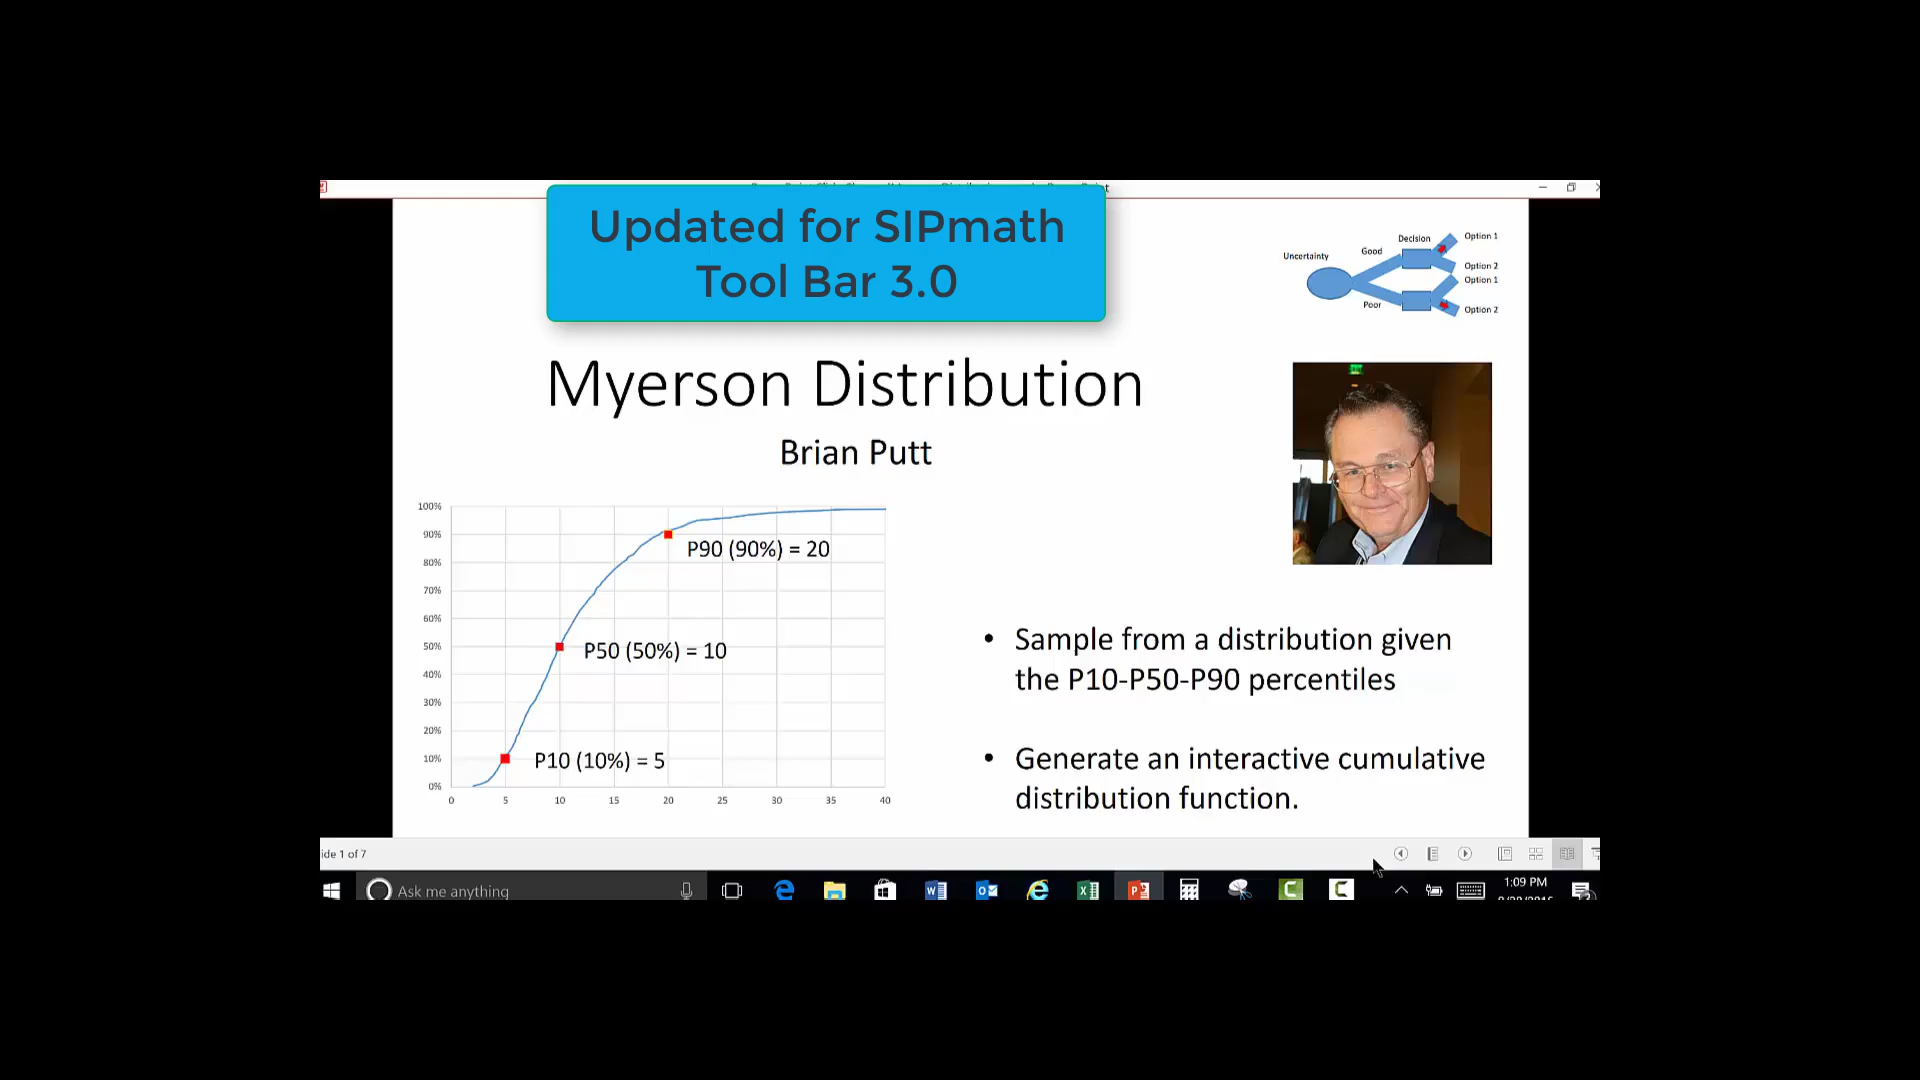 Updated for SIPmath
Tool Bar 3.0
Uncertainty
Good
Decision
Option 1
Option 2
Option 1
Poor
Option 2
Myerson Distribution
Brian Putt
100%
90%
80%
70%
60%
50%
40%
30%
20%
10%
0%
P90 (90%) = 20
P50 (50%) = 10
P10 (10%) = 5
0 5 10 15 20 25 30 35 40
• Sample from a distribution given
the P10-P50-P90 percentiles
• Generate an interactive cumulative
distribution function.
ide 1 of 7
Ask me anything
1:09 PM